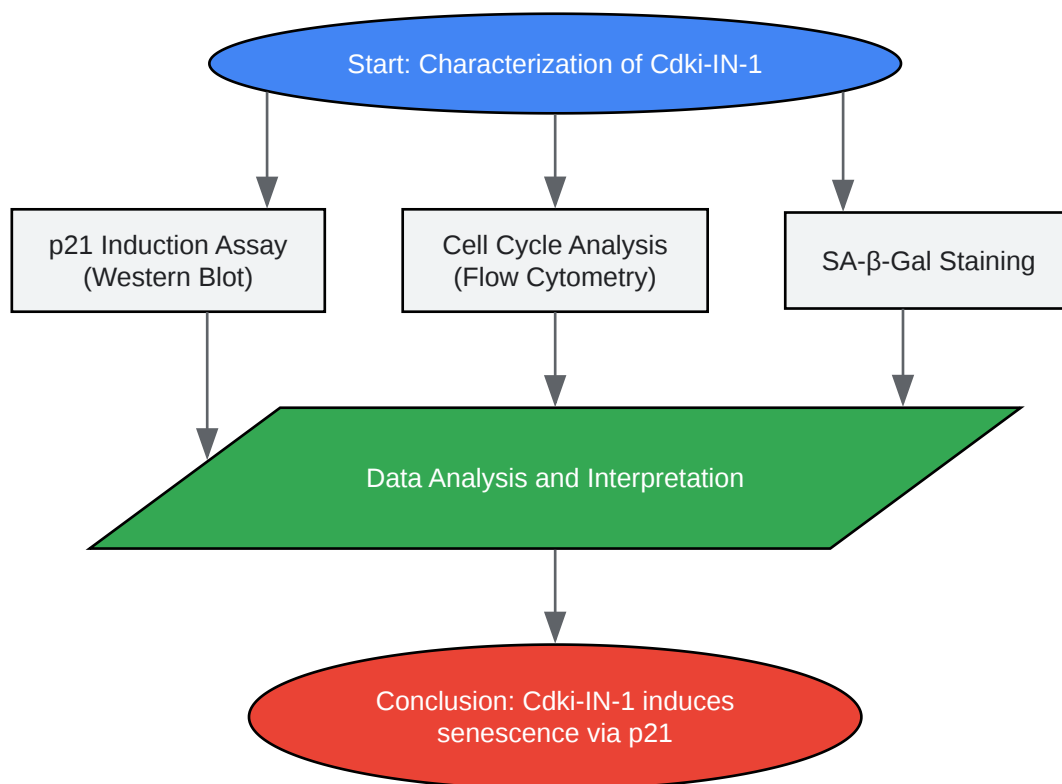 Start: Characterization of Cdki-IN-1
p21 Induction Assay
(Western Blot)
Cell Cycle Analysis
(Flow Cytometry)
SA-β-Gal Staining
Data Analysis and Interpretation
Conclusion: Cdki-IN-1 induces
senescence via p21